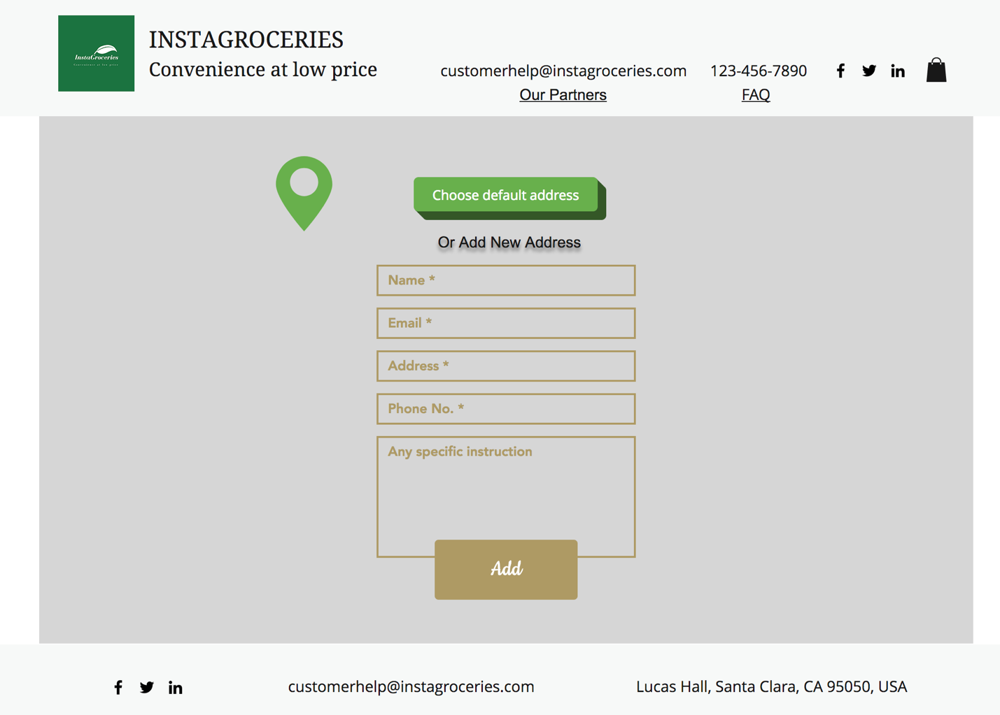 InstaGroceries
Convenience at low price
INSTAGROCERIES
Convenience at low price
customerhelp@instagroceries.com
123-456-7890
Our Partners
FAQ
Choose default address
Or Add New Address
Name *
Email *
Address *
Phone No. *
Any specific instruction
Add
customerhelp@instagroceries.com
Lucas Hall, Santa Clara, CA 95050, USA